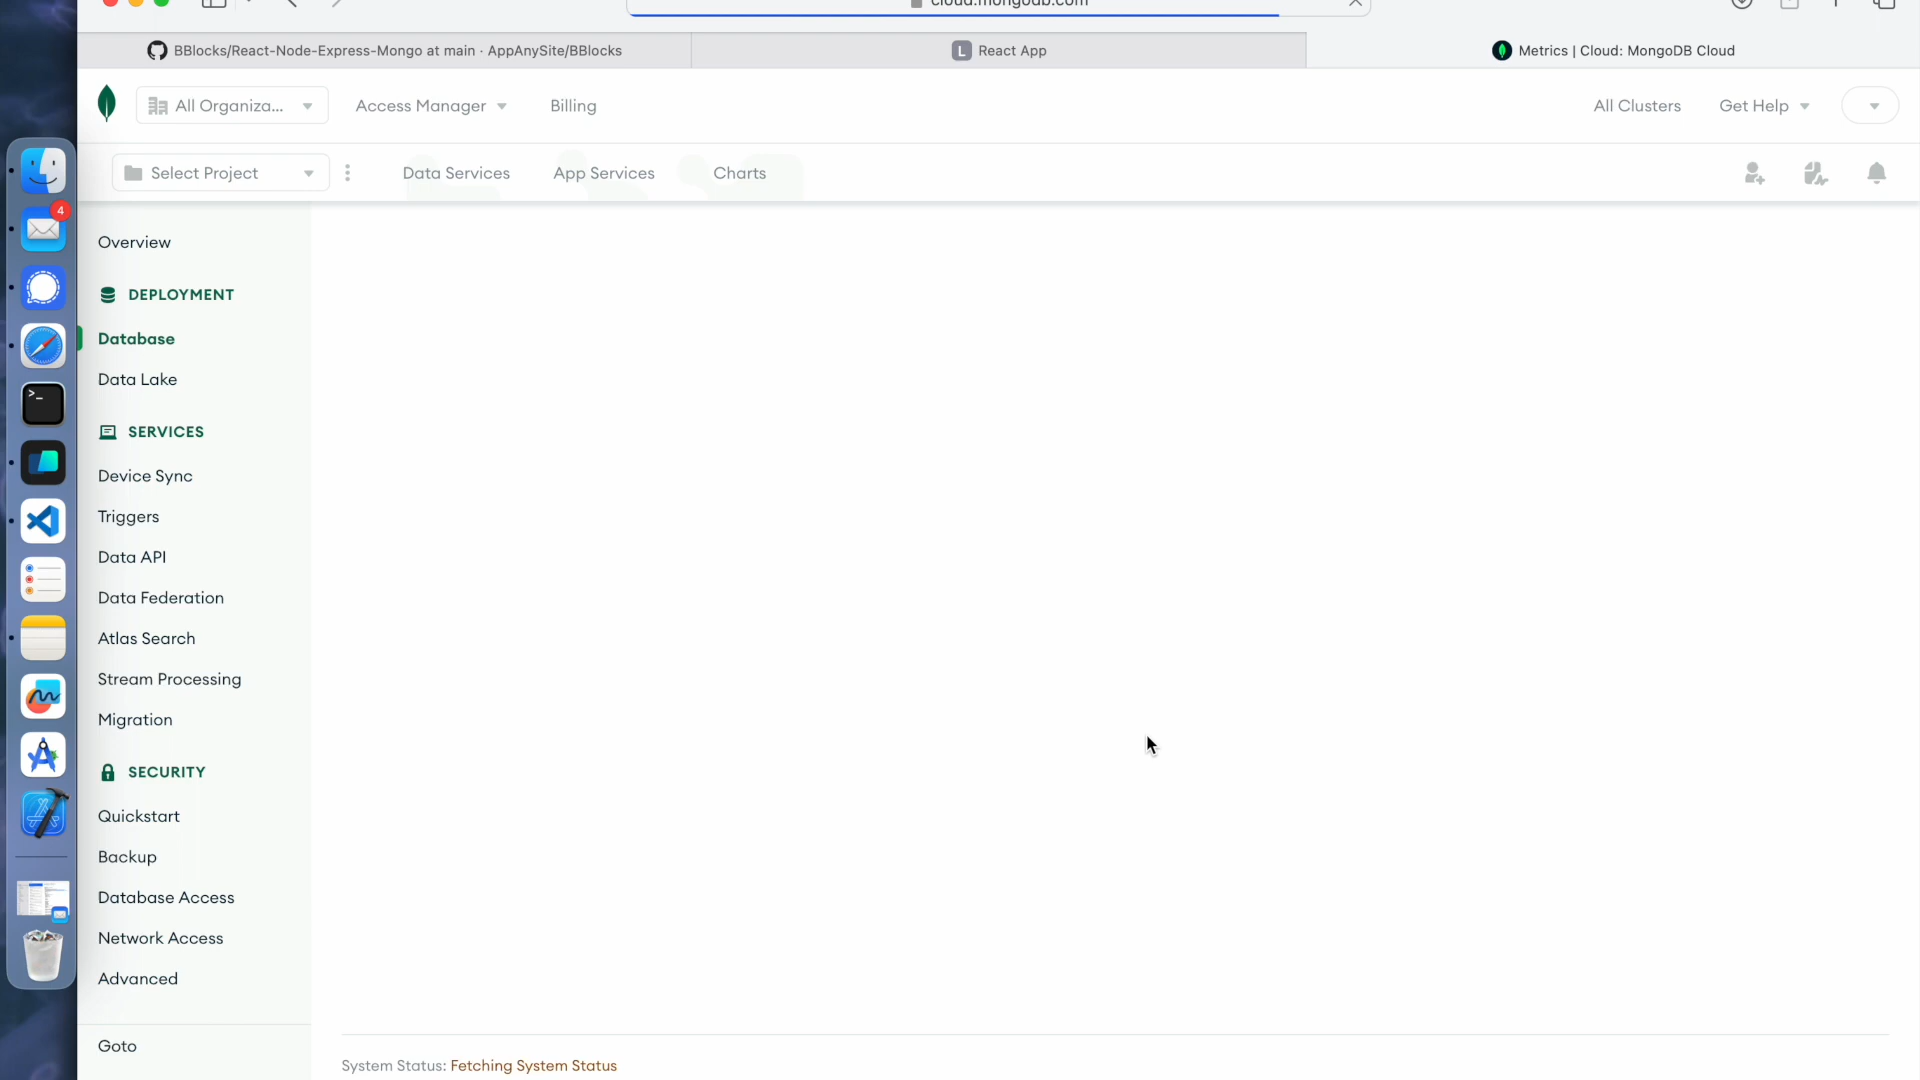 cloud.mongodb.com
BBlocks/React-Node-Express-Mongo at main · AppAnySite/BBlocks
L React App
Metrics | Cloud: MongoDB Cloud
All Organiza... Access Manager Billing All Clusters Get Help
Select Project Data Services App Services Charts
4
Overview
DEPLOYMENT
Database
Data Lake
>_
SERVICES
Device Sync
Triggers
Data API
Data Federation
Atlas Search
Stream Processing
Migration
SECURITY
Quickstart
Backup
Database Access
Network Access
Advanced
Goto
System Status: Fetching System Status